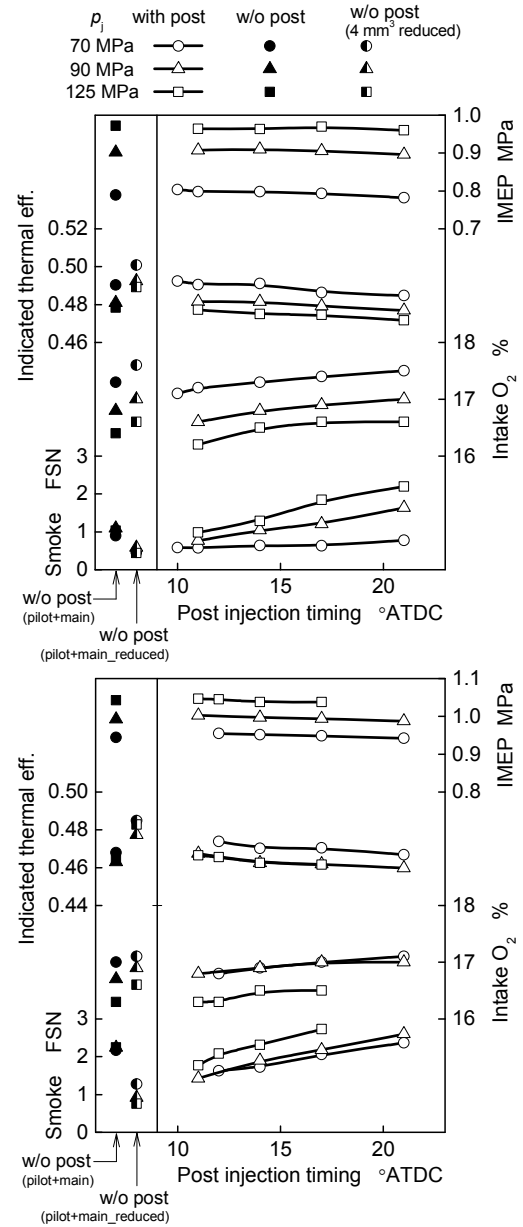 pj with post w/o post w/o post (4 mm³ reduced)
70 MPa
90 MPa
125 MPa
1.0
0.9
0.8
0.7
IMEP MPa
0.52
0.50
0.48
0.46
Indicated thermal eff.
18
17
16
Intake O₂ %
3
2
1
0
Smoke FSN
10 15 20
w/o post
(pilot+main)
Post injection timing °ATDC
w/o post
(pilot+main_reduced)
1.1
1.0
0.9
0.8
IMEP MPa
0.50
0.48
0.46
0.44
Indicated thermal eff.
18
17
16
Intake O₂ %
3
2
1
0
Smoke FSN
10 15 20
w/o post
(pilot+main)
Post injection timing °ATDC
w/o post
(pilot+main_reduced)